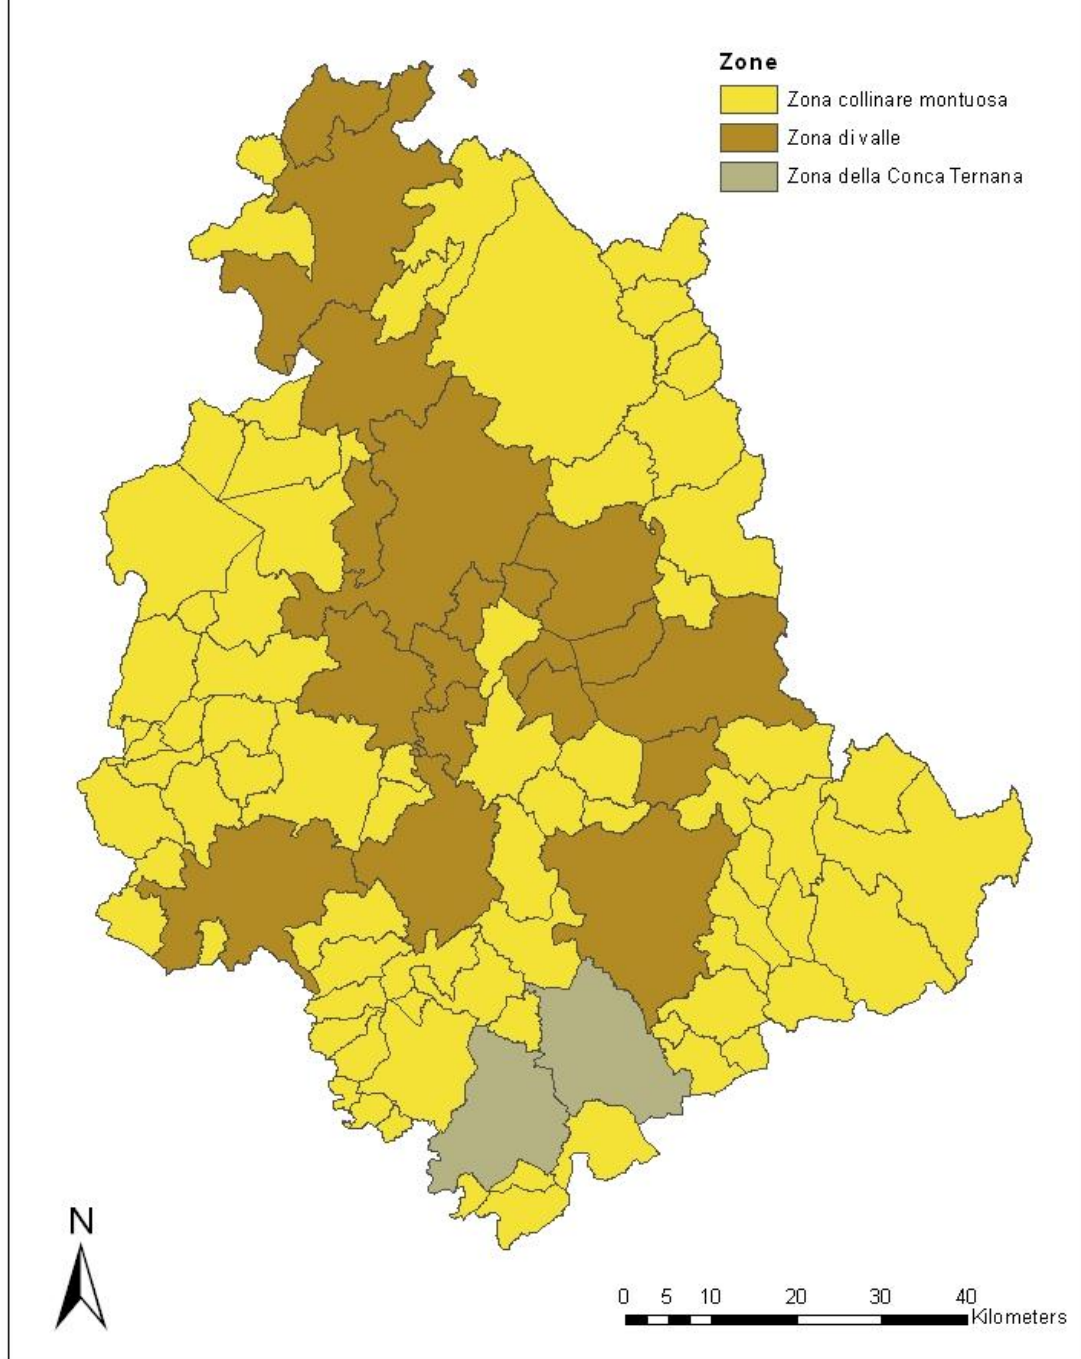 Zone
Zona collinare montuosa
Zona di valle
Zona della Conca Ternana
N
0 5 10 20 30 40
Kilometers